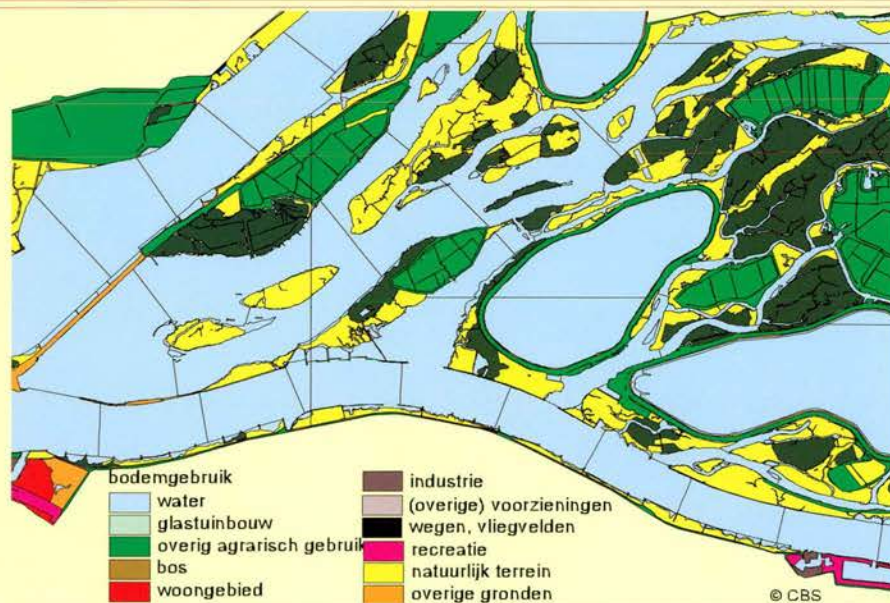 bodemgebruik
water
glastuinbouw
overig agrarisch gebruik
bos
woongebied
industrie
(overige) voorzieningen
wegen, vliegvelden
recreatie
natuurlijk terrein
overige gronden
© CBS